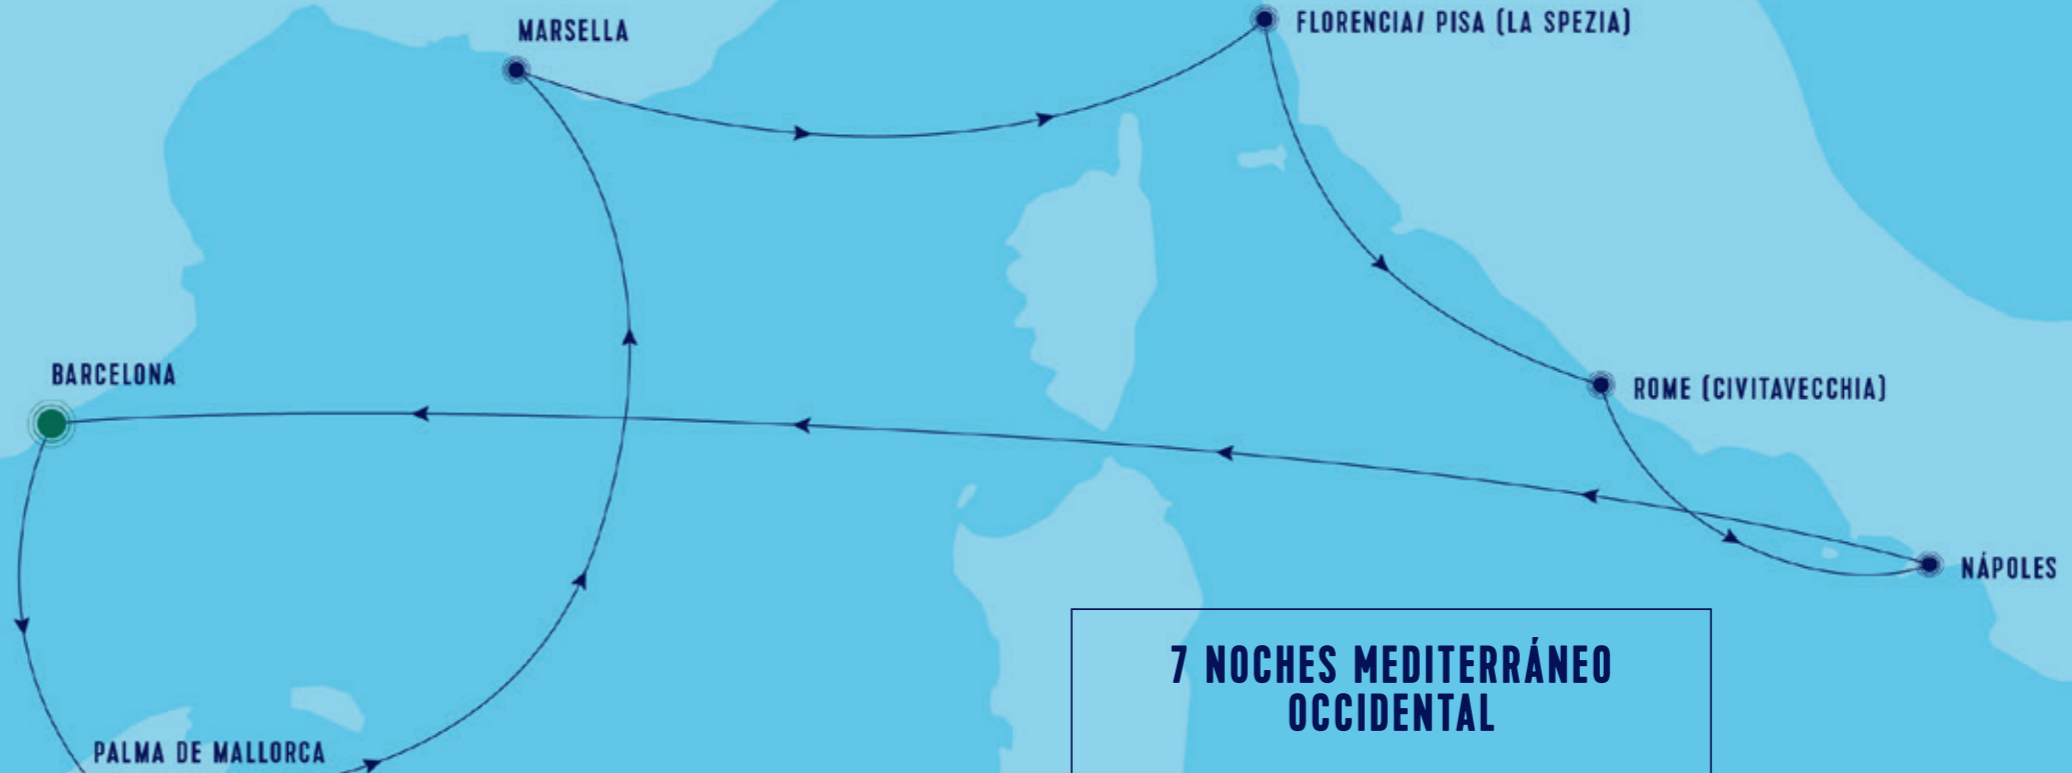 MARSELLA
FLORENCIA/ PISA (LA SPEZIA)
BARCELONA
ROME (CIVITAVECCHIA)
NÁPOLES
7 NOCHES MEDITERRÁNEO
OCCIDENTAL
PALMA DE MALLORCA